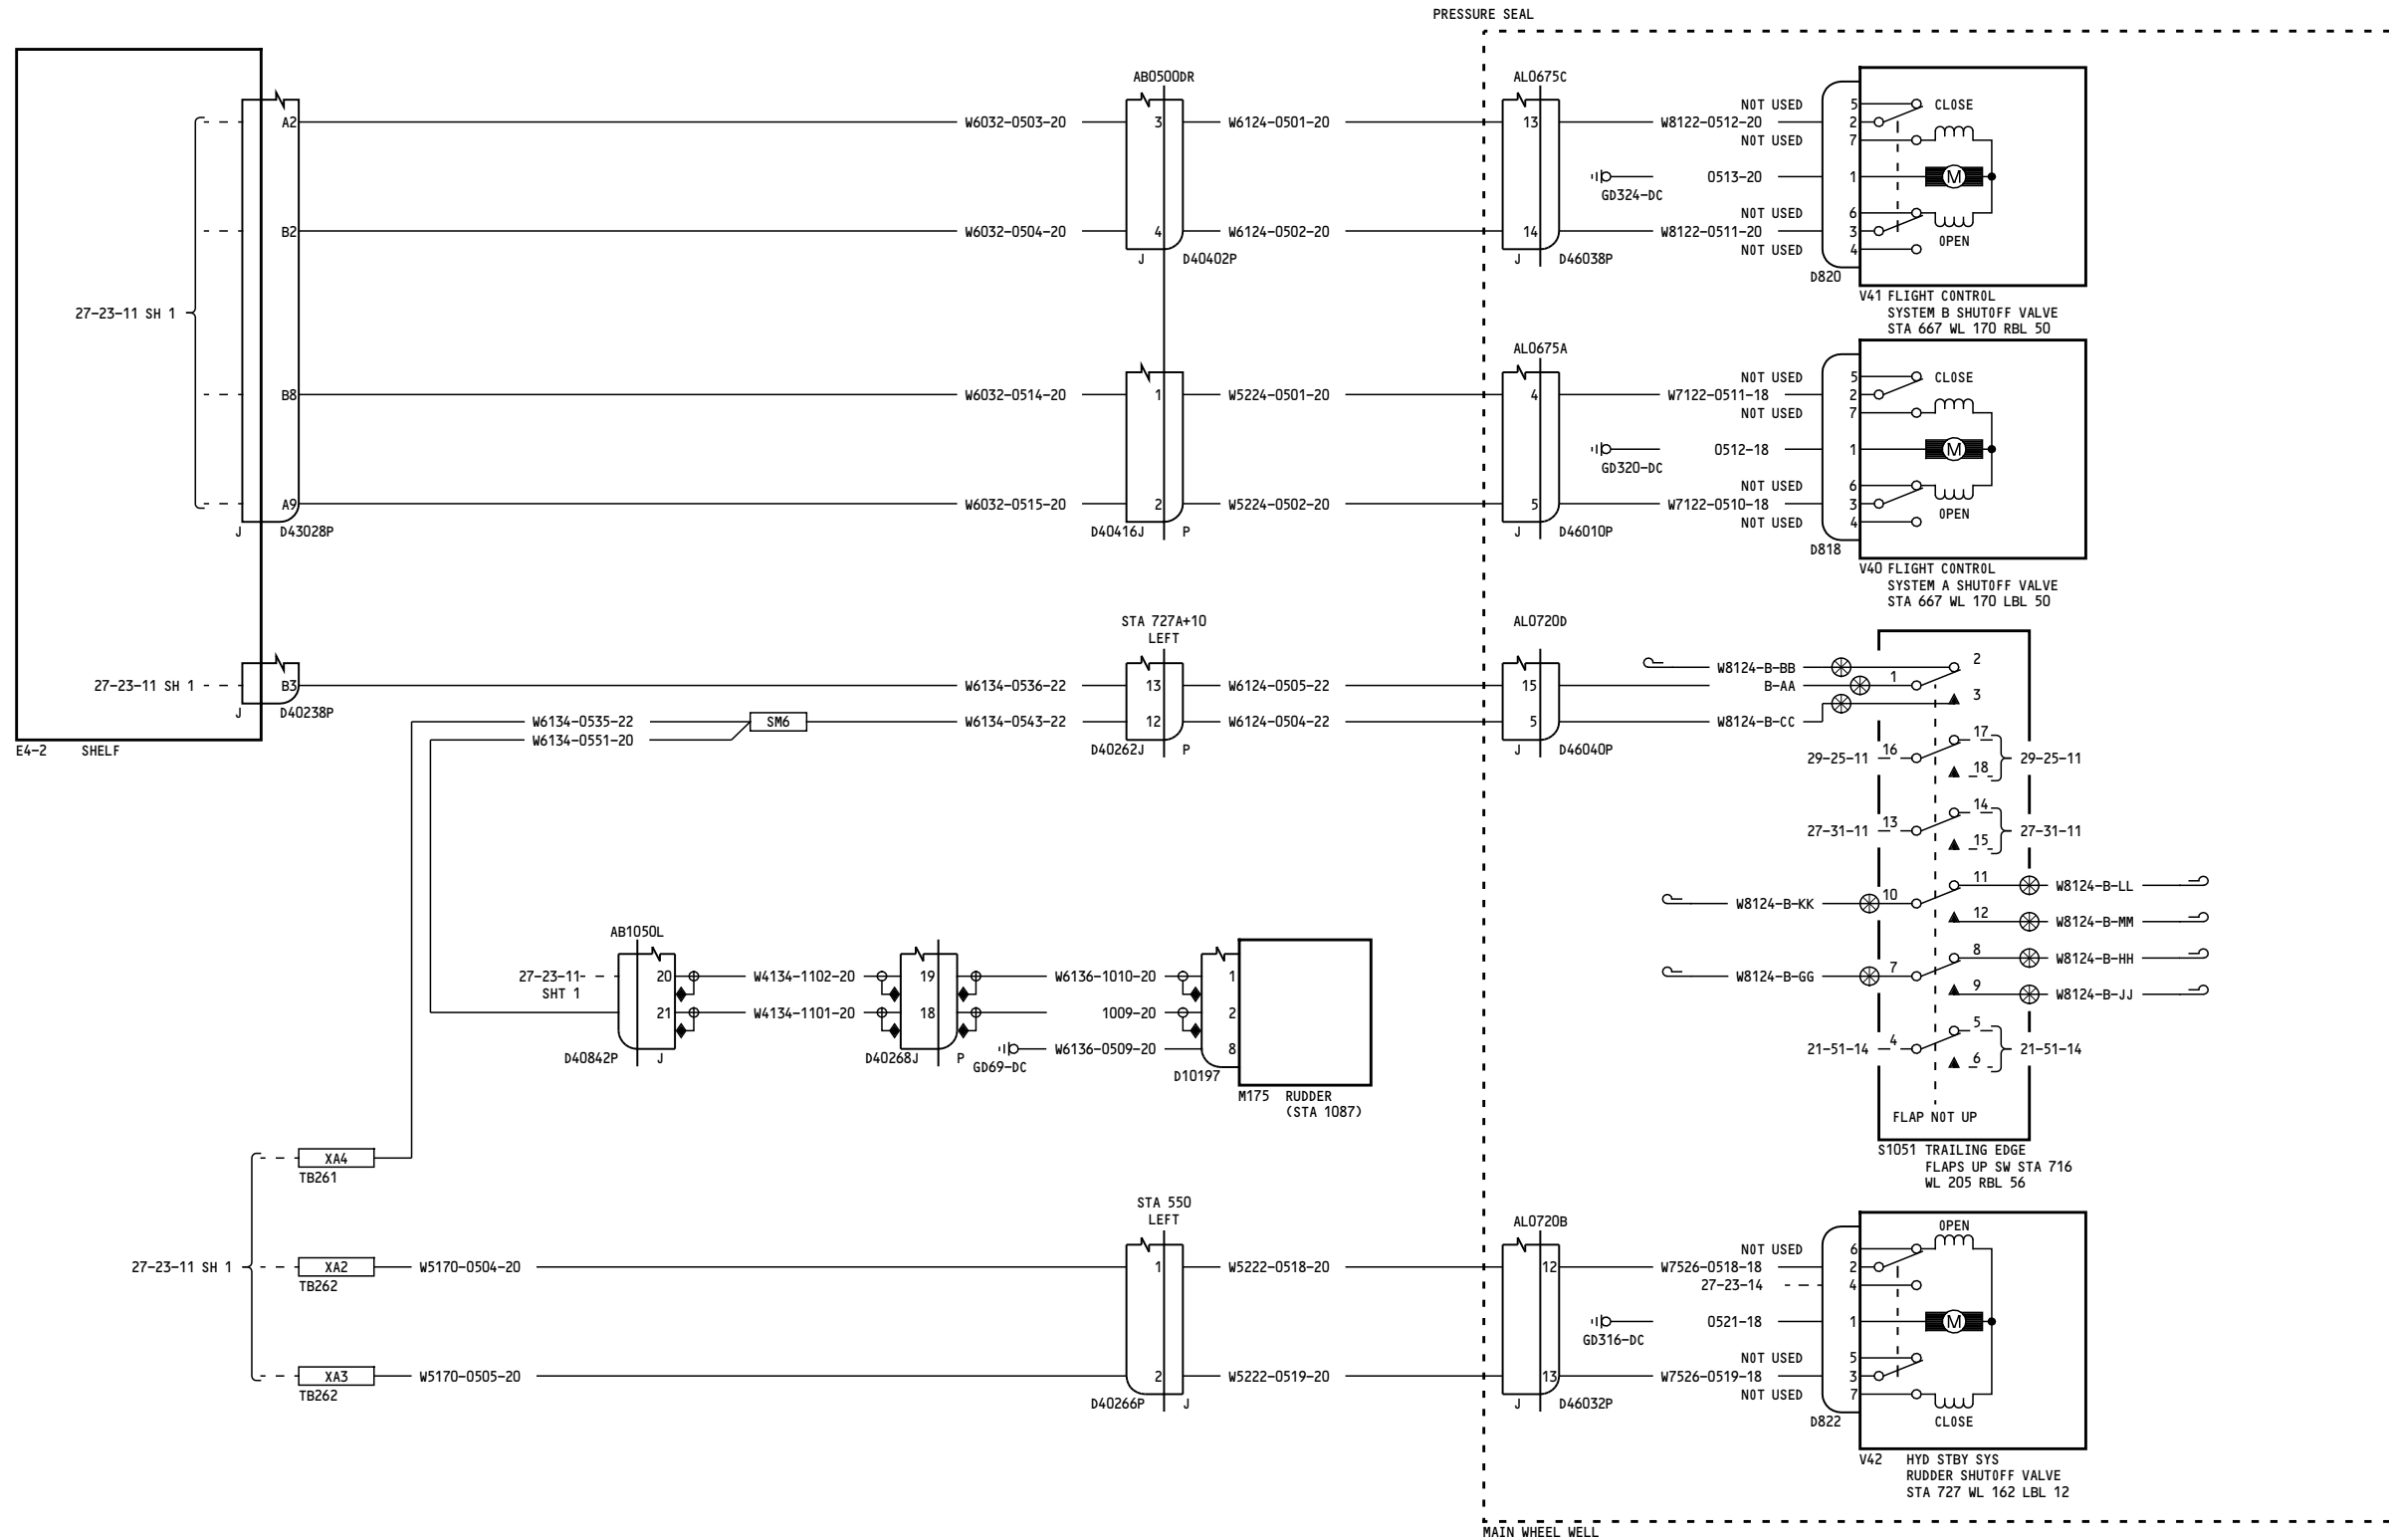 PRESSURE SEAL
AB0500DR
AL0675C
A2 W6032-0503-20 3 W6124-0501-20 13 W8122-0512-20
NOT USED 5 CLOSE
2
NOT USED 7
GD324-DC 0513-20 1 M
NOT USED 6
B2 W6032-0504-20 4 W6124-0502-20 14 W8122-0511-20 3
NOT USED 4
OPEN
J D40402P
J D46038P
D820
V41 FLIGHT CONTROL
SYSTEM B SHUTOFF VALVE
STA 667 WL 170 RBL 50
27-23-11 SH 1
AL0675A
NOT USED 5 CLOSE
B8 W6032-0514-20 1 W5224-0501-20 4 W7122-0511-18 2
NOT USED 7
GD320-DC 0512-18 1 M
NOT USED 6
A9 W6032-0515-20 2 W5224-0502-20 5 W7122-0510-18 3
NOT USED 4
OPEN
J D43028P
D40416J P
J D46010P
D818
V40 FLIGHT CONTROL
SYSTEM A SHUTOFF VALVE
STA 667 WL 170 LBL 50
STA 727A+10
LEFT
AL0720D
W8124-B-BB 2
27-23-11 SH 1 B3 W6134-0536-22 13 W6124-0505-22 15 B-AA 1
3
J D40238P
W6134-0535-22 SM6 W6134-0543-22 12 W6124-0504-22 5 W8124-B-CC
W6134-0551-20
D40262J P
J D46040P
E4-2 SHELF
17
29-25-11 16 29-25-11
18
14
27-31-11 13 27-31-11
15
11 W8124-B-LL
W8124-B-KK 10
12 W8124-B-MM
8 W8124-B-HH
W8124-B-GG 7
9 W8124-B-JJ
5
21-51-14 4 21-51-14
6
FLAP NOT UP
S1051 TRAILING EDGE
FLAPS UP SW STA 716
WL 205 RBL 56
AB1050L
27-23-11 20 W4134-1102-20 19 W6136-1010-20 1
SHT 1
21 W4134-1101-20 18 1009-20 2
W6136-0509-20 8
D40842P J
D40268J P
GD69-DC
D10197
M175 RUDDER
(STA 1087)
XA4
TB261
STA 550
LEFT
AL0720B
OPEN
NOT USED 6
27-23-11 SH 1 XA2 W5170-0504-20 1 W5222-0518-20 12 W7526-0518-18 2
TB262
27-23-14 4
GD316-DC 0521-18 1 M
NOT USED 5
XA3 W5170-0505-20 2 W5222-0519-20 13 W7526-0519-18 3
TB262
NOT USED 7
CLOSE
D40266P J
J D46032P
D822
V42 HYD STBY SYS
RUDDER SHUTOFF VALVE
STA 727 WL 162 LBL 12
MAIN WHEEL WELL